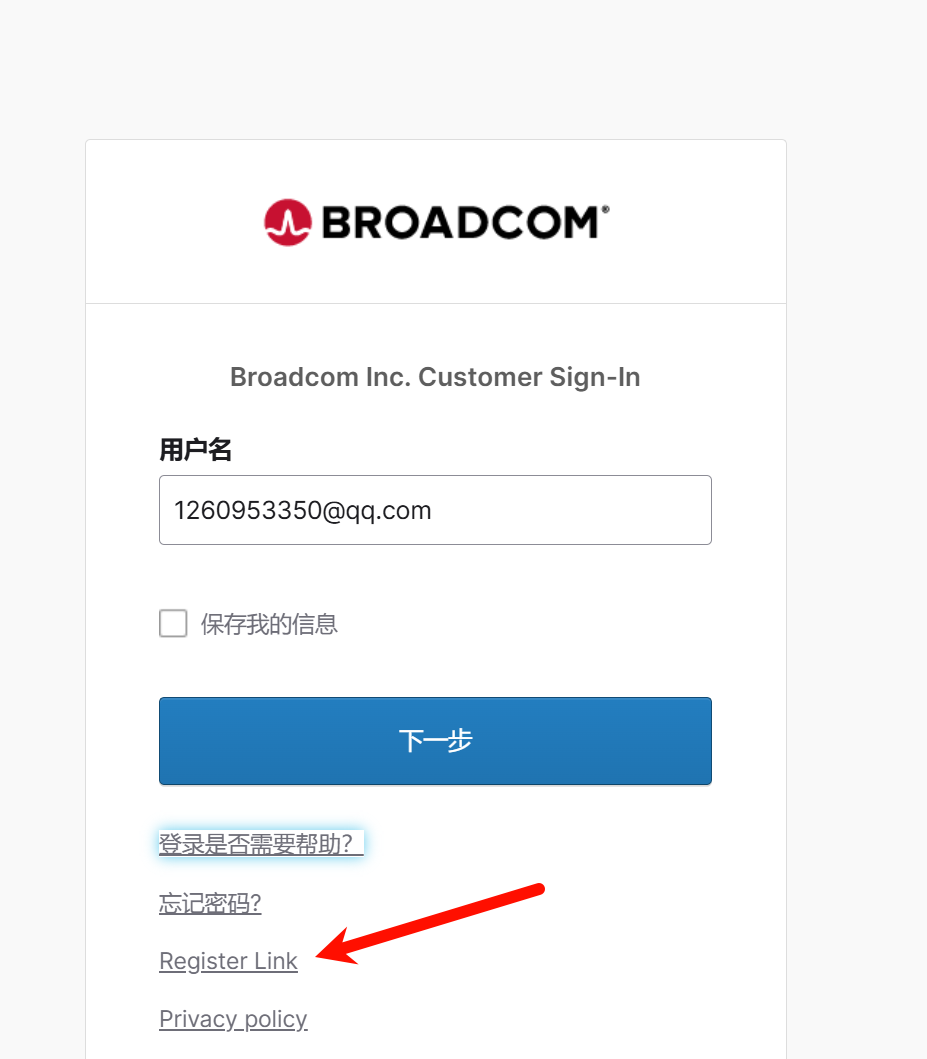 BROADCOM®
Broadcom Inc. Customer Sign-In
用户名
1260953350@qq.com
保存我的信息
下一步
登录是否需要帮助？
忘记密码？
Register Link
Privacy policy